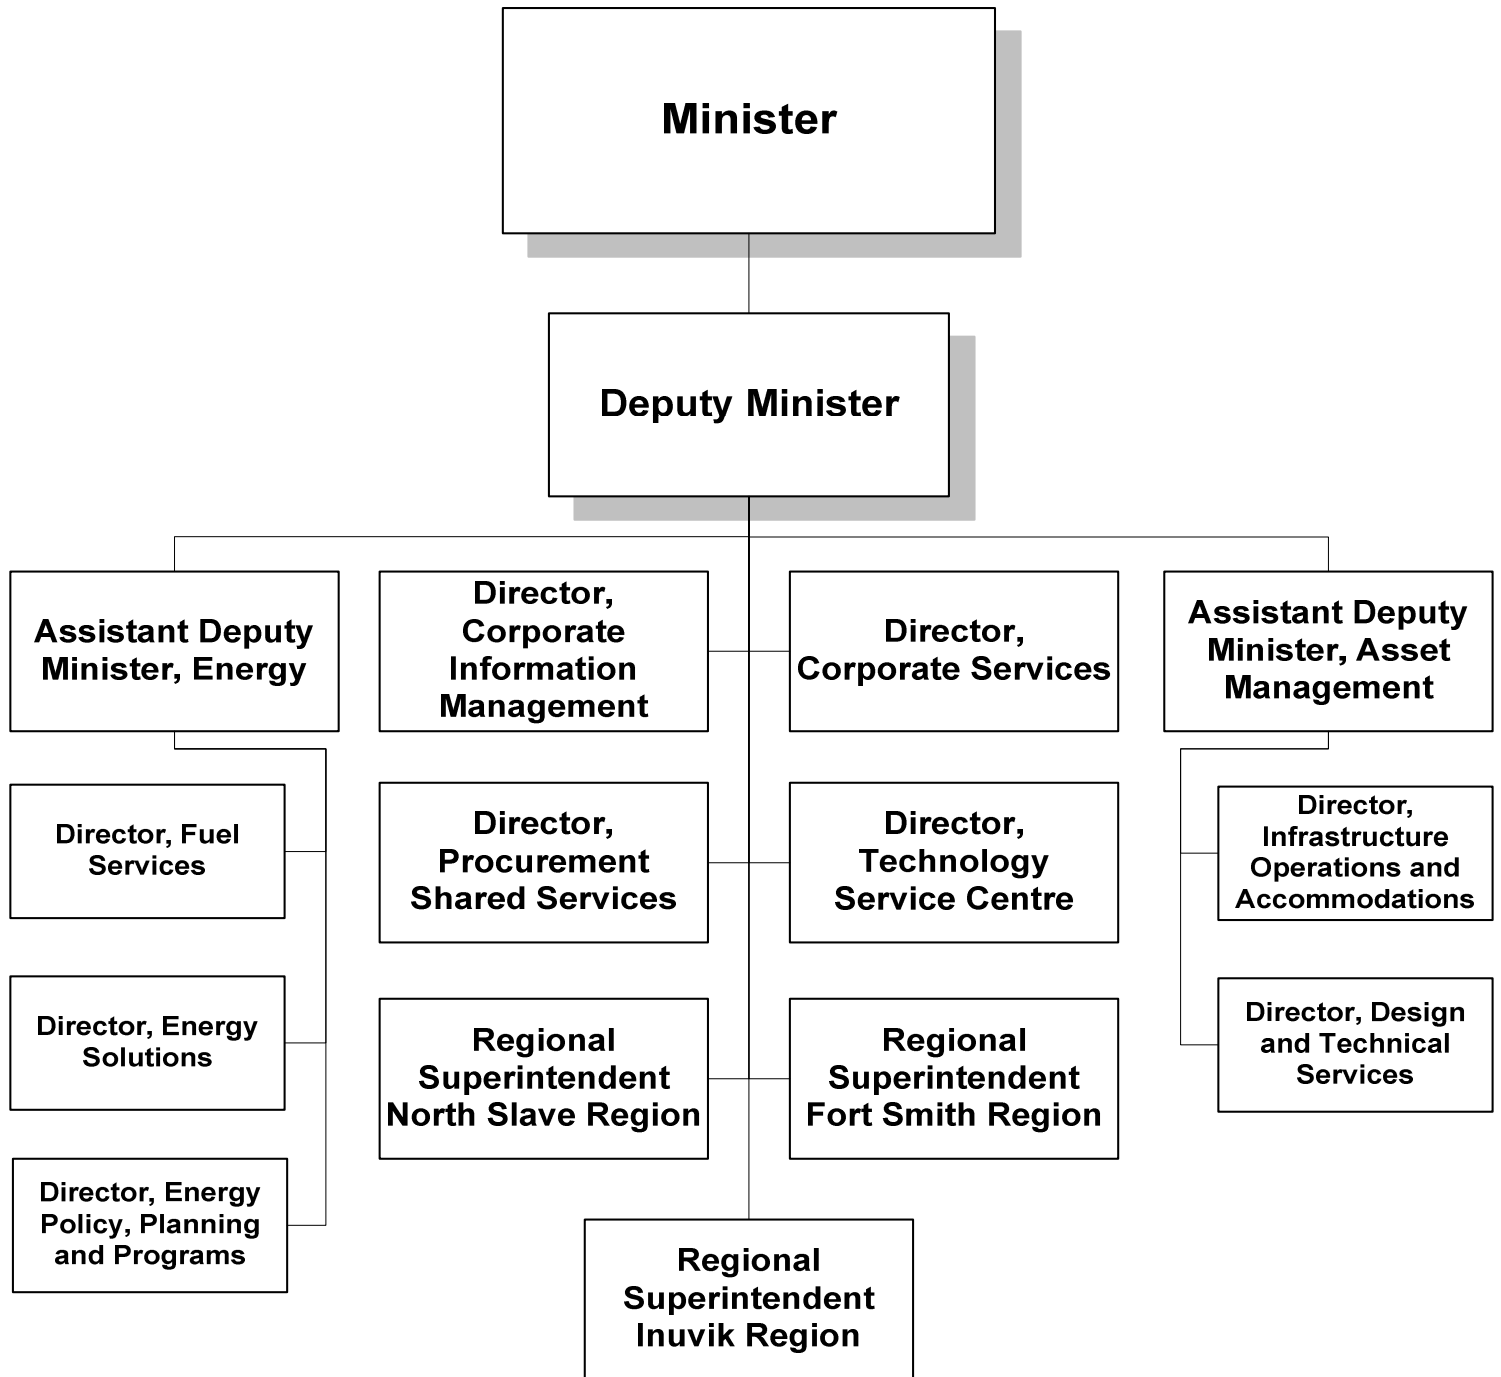 Minister
Deputy Minister
Assistant Deputy
Minister, Energy
Director,
Corporate
Information
Management
Director,
Corporate Services
Assistant Deputy
Minister, Asset
Management
Director, Fuel
Services
Director,
Procurement
Shared Services
Director,
Technology
Service Centre
Director,
Infrastructure
Operations and
Accommodations
Director, Energy
Solutions
Regional
Superintendent
North Slave Region
Regional
Superintendent
Fort Smith Region
Director, Design
and Technical
Services
Director, Energy
Policy, Planning
and Programs
Regional
Superintendent
Inuvik Region